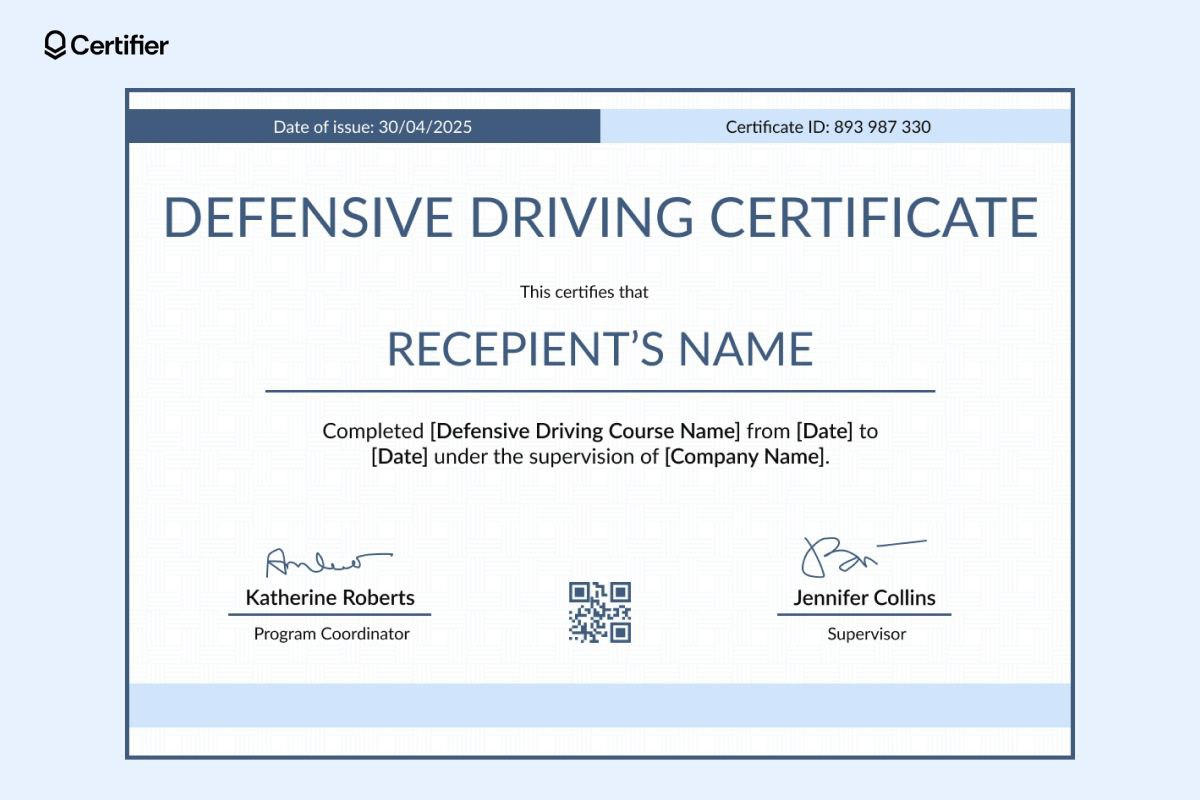 Certifier
Date of issue: 30/04/2025
Certificate ID: 893 987 330
DEFENSIVE DRIVING CERTIFICATE
This certifies that
RECEPIENT’S NAME
Completed [Defensive Driving Course Name] from [Date] to
[Date] under the supervision of [Company Name].
Katherine Roberts
Program Coordinator
Jennifer Collins
Supervisor